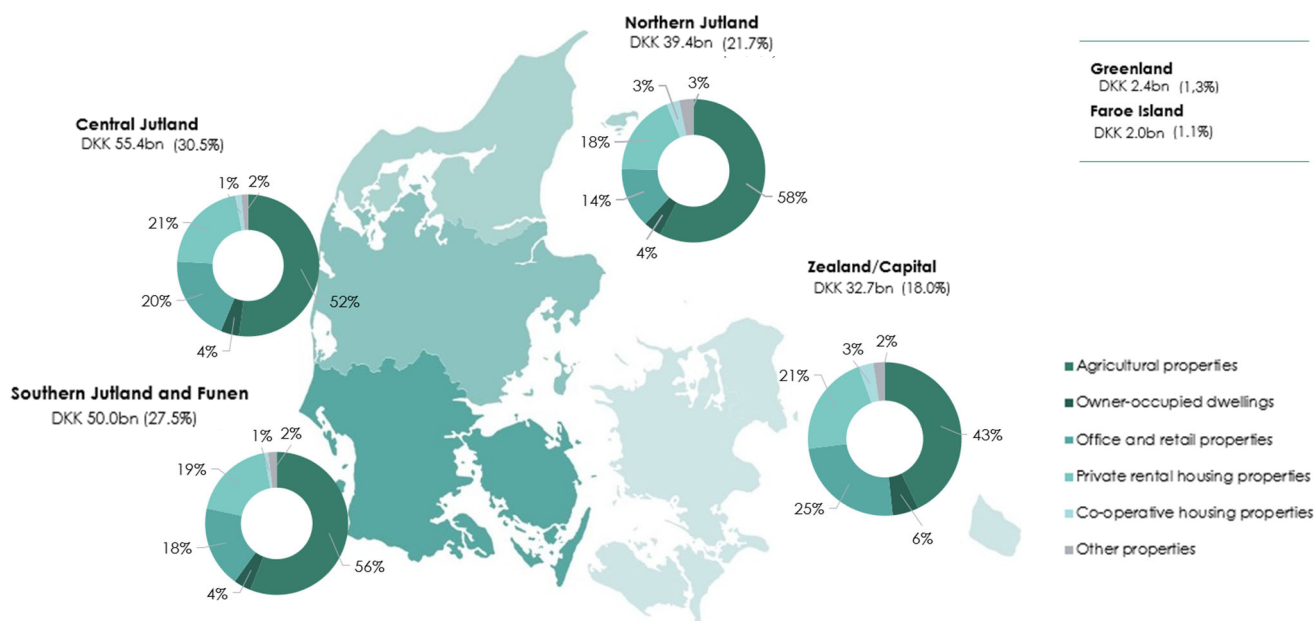 Northern Jutland
DKK 39.4bn (21.7%)
3%
3%
18%
14%
4%
58%
Greenland
DKK 2.4bn (1,3%)
Faroe Island
DKK 2.0bn (1.1%)
Central Jutland
DKK 55.4bn (30.5%)
1%
2%
21%
20%
4%
52%
Zealand/Capital
DKK 32.7bn (18.0%)
3%
2%
21%
43%
25%
6%
Southern Jutland and Funen
DKK 50.0bn (27.5%)
1%
2%
19%
18%
4%
56%
Agricultural properties
Owner-occupied dwellings
Office and retail properties
Private rental housing properties
Co-operative housing properties
Other properties